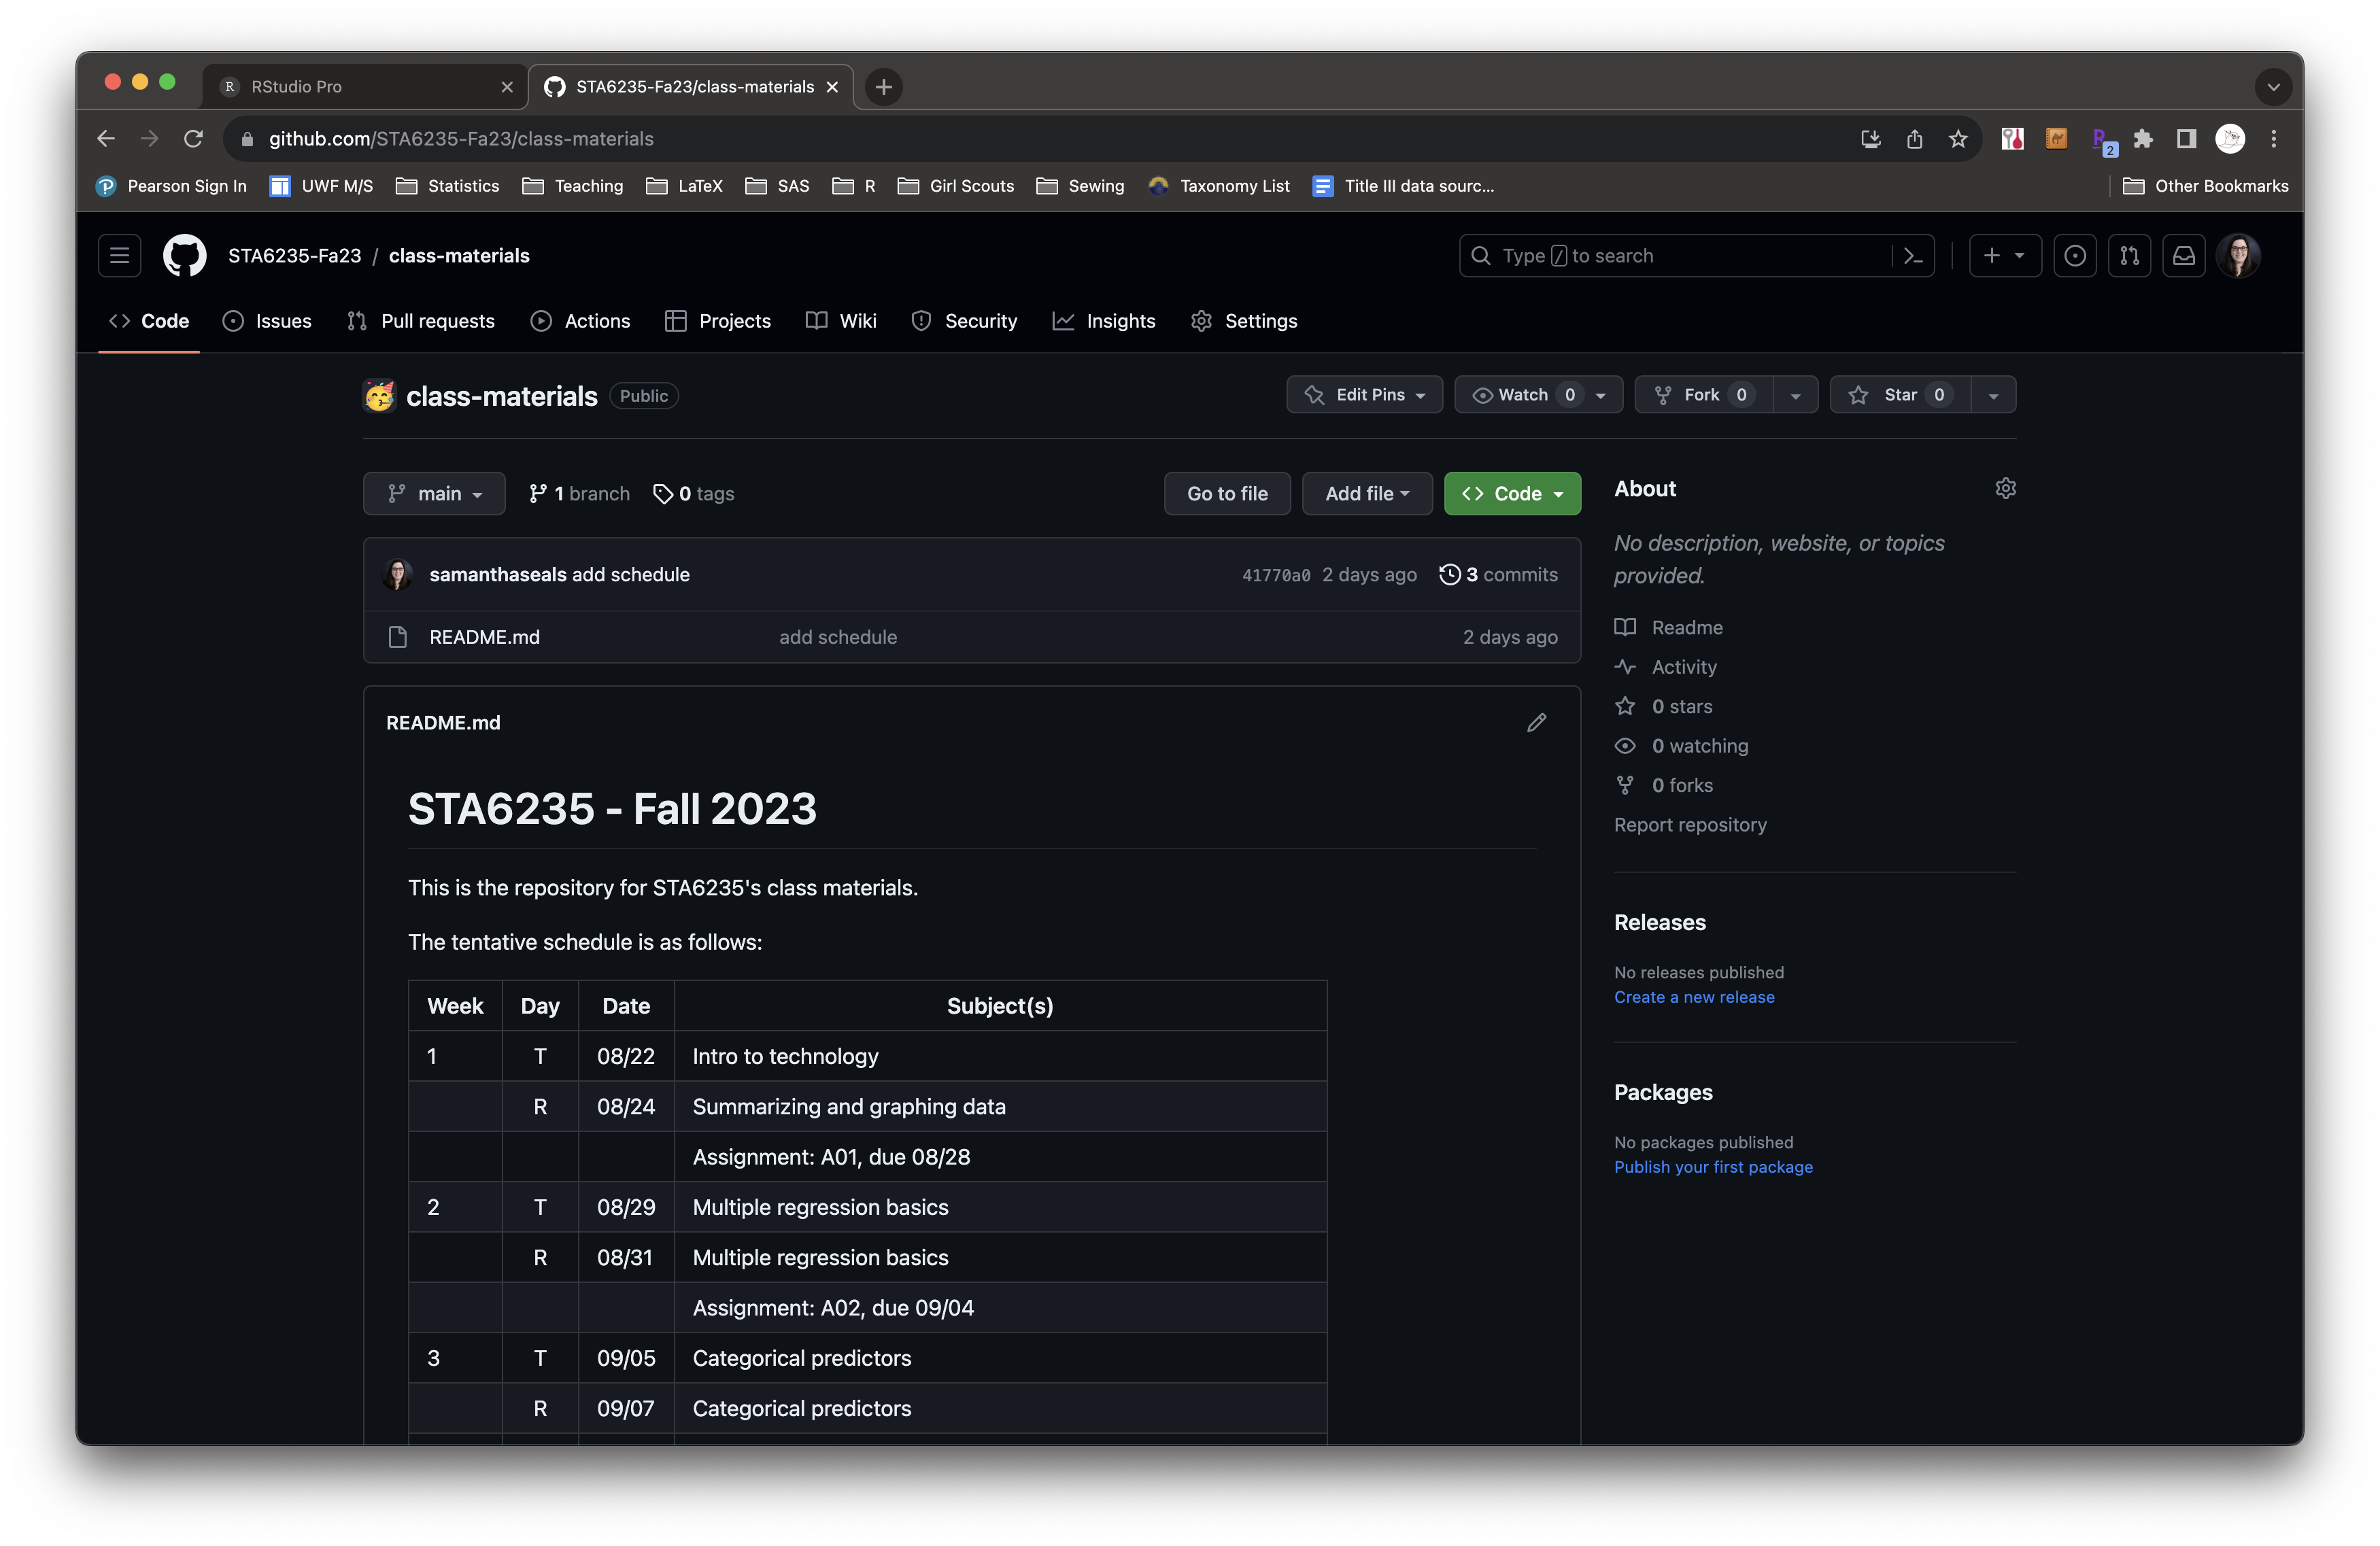 RStudio Pro
STA6235-Fa23/class-materials
github.com/STA6235-Fa23/class-materials
2
Pearson Sign In UWF M/S Statistics Teaching LaTeX SAS R Girl Scouts Sewing Taxonomy List Title III data sourc... Other Bookmarks
STA6235-Fa23 / class-materials
Type / to search
Code Issues Pull requests Actions Projects Wiki Security Insights Settings
class-materials Public
Edit Pins Watch 0 Fork 0 Star 0
main 1 branch 0 tags
Go to file Add file Code
samanthaseals add schedule 41770a0 2 days ago 3 commits
README.md add schedule 2 days ago
README.md
STA6235 - Fall 2023
This is the repository for STA6235's class materials.
The tentative schedule is as follows:
Week Day Date Subject(s)
1 T 08/22 Intro to technology
R 08/24 Summarizing and graphing data
Assignment: A01, due 08/28
2 T 08/29 Multiple regression basics
R 08/31 Multiple regression basics
Assignment: A02, due 09/04
3 T 09/05 Categorical predictors
R 09/07 Categorical predictors
About
No description, website, or topics
provided.
Readme
Activity
0 stars
0 watching
0 forks
Report repository
Releases
No releases published
Create a new release
Packages
No packages published
Publish your first package